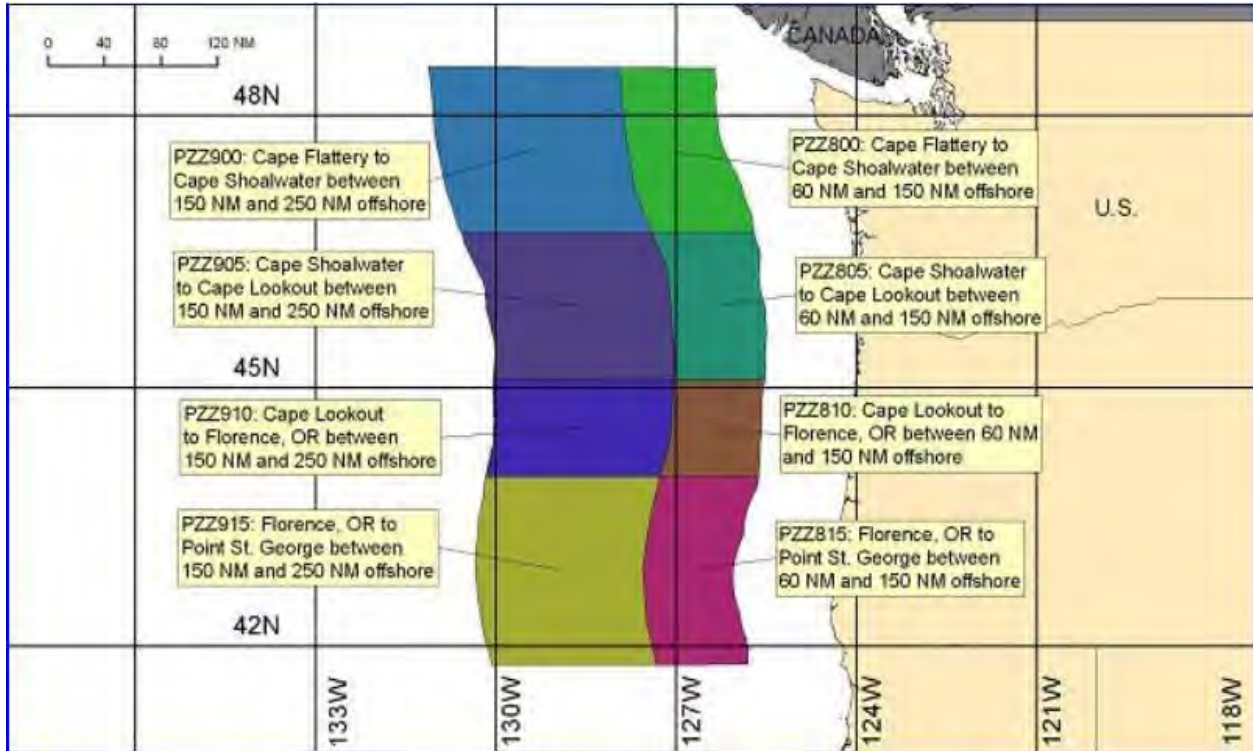 0 40 80 120 NM
CANADA
48N
PZZ900: Cape Flattery to
Cape Shoalwater between
150 NM and 250 NM offshore
PZZ800: Cape Flattery to
Cape Shoalwater between
60 NM and 150 NM offshore
U.S.
PZZ905: Cape Shoalwater
to Cape Lookout between
150 NM and 250 NM offshore
PZZ805: Cape Shoalwater
to Cape Lookout between
60 NM and 150 NM offshore
45N
PZZ910: Cape Lookout
to Florence, OR between
150 NM and 250 NM offshore
PZZ810: Cape Lookout to
Florence, OR between 60 NM
and 150 NM offshore
PZZ915: Florence, OR to
Point St. George between
150 NM and 250 NM offshore
PZZ815: Florence, OR to
Point St. George between
60 NM and 150 NM offshore
42N
133W
130W
127W
124W
121W
118W